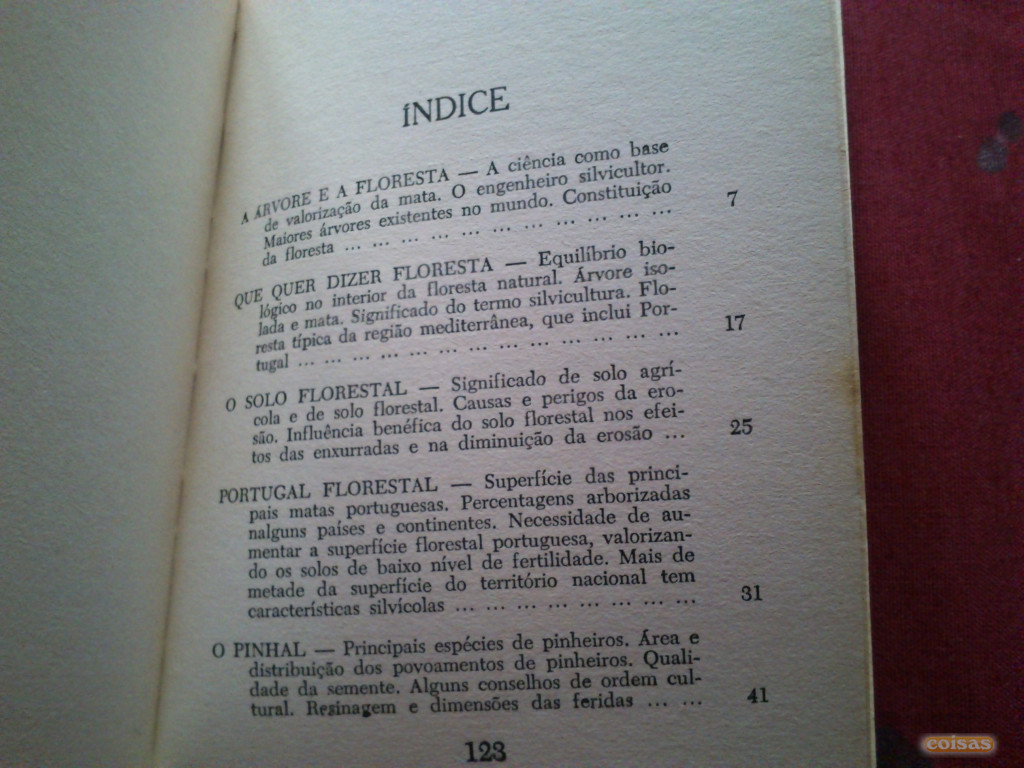 ÍNDICE
A ÁRVORE E A FLORESTA — A ciência como base
de valorização da mata. O engenheiro silvicultor.
Maiores árvores existentes no mundo. Constituição
da floresta ... ... ... ... ... ... ... ... ... ... ... ... 7
QUE QUER DIZER FLORESTA — Equilíbrio bio-
lógico no interior da floresta natural. Árvore iso-
lada e mata. Significado do termo silvicultura. Flo-
resta típica da região mediterrânea, que inclui Por-
tugal ... ... ... ... ... ... ... ... ... ... ... ... ... ... 17
O SOLO FLORESTAL — Significado de solo agrí-
cola e de solo florestal. Causas e perigos da ero-
são. Influência benéfica do solo florestal nos efei-
tos das enxurradas e na diminuição da erosão ... 25
PORTUGAL FLORESTAL — Superfície das princi-
pais matas portuguesas. Percentagens arborizadas
nalguns países e continentes. Necessidade de au-
mentar a superfície florestal portuguesa, valorizan-
do os solos de baixo nível de fertilidade. Mais de
metade da superfície do território nacional tem
características silvícolas ... ... ... ... ... ... ... ... ... 31
O PINHAL — Principais espécies de pinheiros. Área e
distribuição dos povoamentos de pinheiros. Quali-
dade da semente. Alguns conselhos de ordem cul-
tural. Resinagem e dimensões das feridas ... ... 41
123
coisas